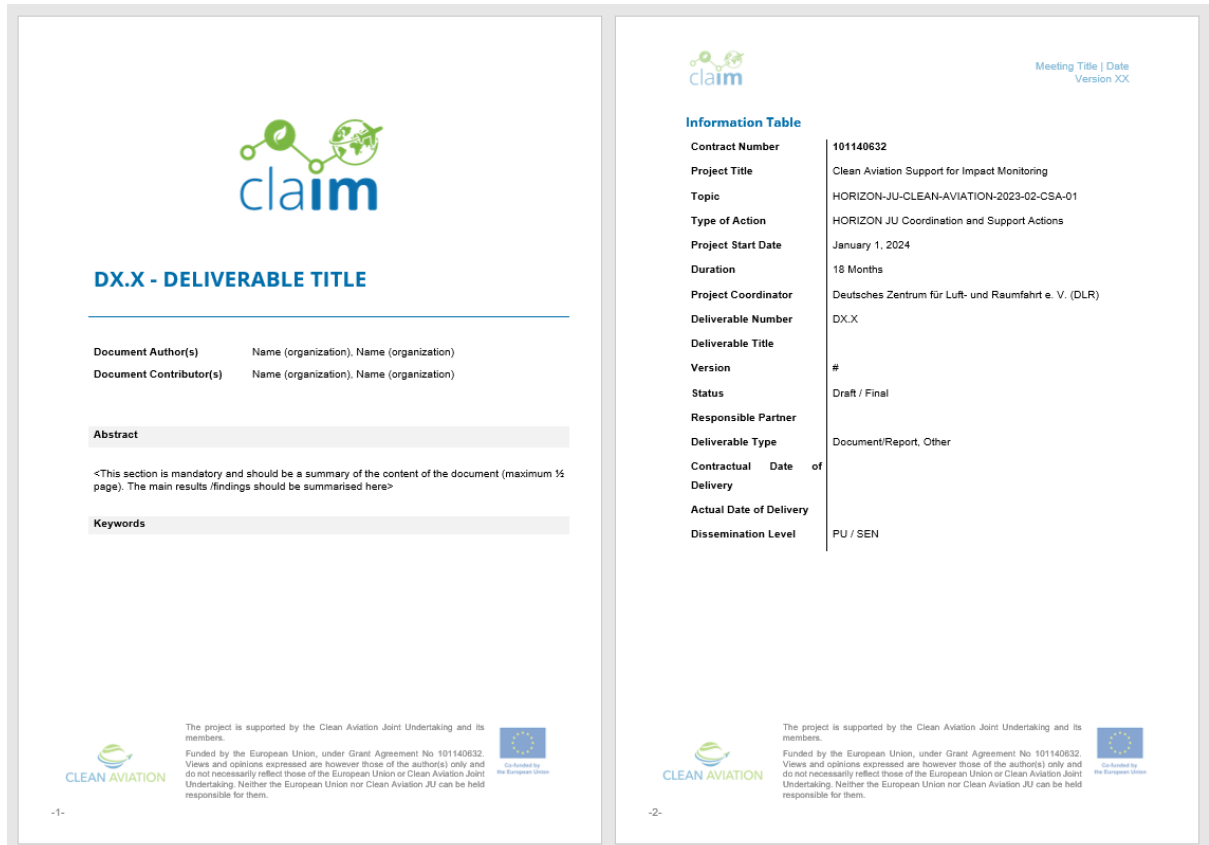 claim
DX.X - DELIVERABLE TITLE
Document Author(s) Name (organization), Name (organization)
Document Contributor(s) Name (organization), Name (organization)
Abstract
<This section is mandatory and should be a summary of the content of the document (maximum ½
page). The main results /findings should be summarised here>
Keywords
CLEAN AVIATION
The project is supported by the Clean Aviation Joint Undertaking and its
members.
Funded by the European Union, under Grant Agreement No 101140632.
Views and opinions expressed are however those of the author(s) only and
do not necessarily reflect those of the European Union or Clean Aviation Joint
Undertaking. Neither the European Union nor Clean Aviation JU can be held
responsible for them.
Co-funded by
the European Union
-1-
claim
Meeting Title | Date
Version XX
Information Table
Contract Number 101140632
Project Title Clean Aviation Support for Impact Monitoring
Topic HORIZON-JU-CLEAN-AVIATION-2023-02-CSA-01
Type of Action HORIZON JU Coordination and Support Actions
Project Start Date January 1, 2024
Duration 18 Months
Project Coordinator Deutsches Zentrum für Luft- und Raumfahrt e. V. (DLR)
Deliverable Number DX.X
Deliverable Title
Version #
Status Draft / Final
Responsible Partner
Deliverable Type Document/Report, Other
Contractual Date of
Delivery
Actual Date of Delivery
Dissemination Level PU / SEN
CLEAN AVIATION
The project is supported by the Clean Aviation Joint Undertaking and its
members.
Funded by the European Union, under Grant Agreement No 101140632.
Views and opinions expressed are however those of the author(s) only and
do not necessarily reflect those of the European Union or Clean Aviation Joint
Undertaking. Neither the European Union nor Clean Aviation JU can be held
responsible for them.
Co-funded by
the European Union
-2-